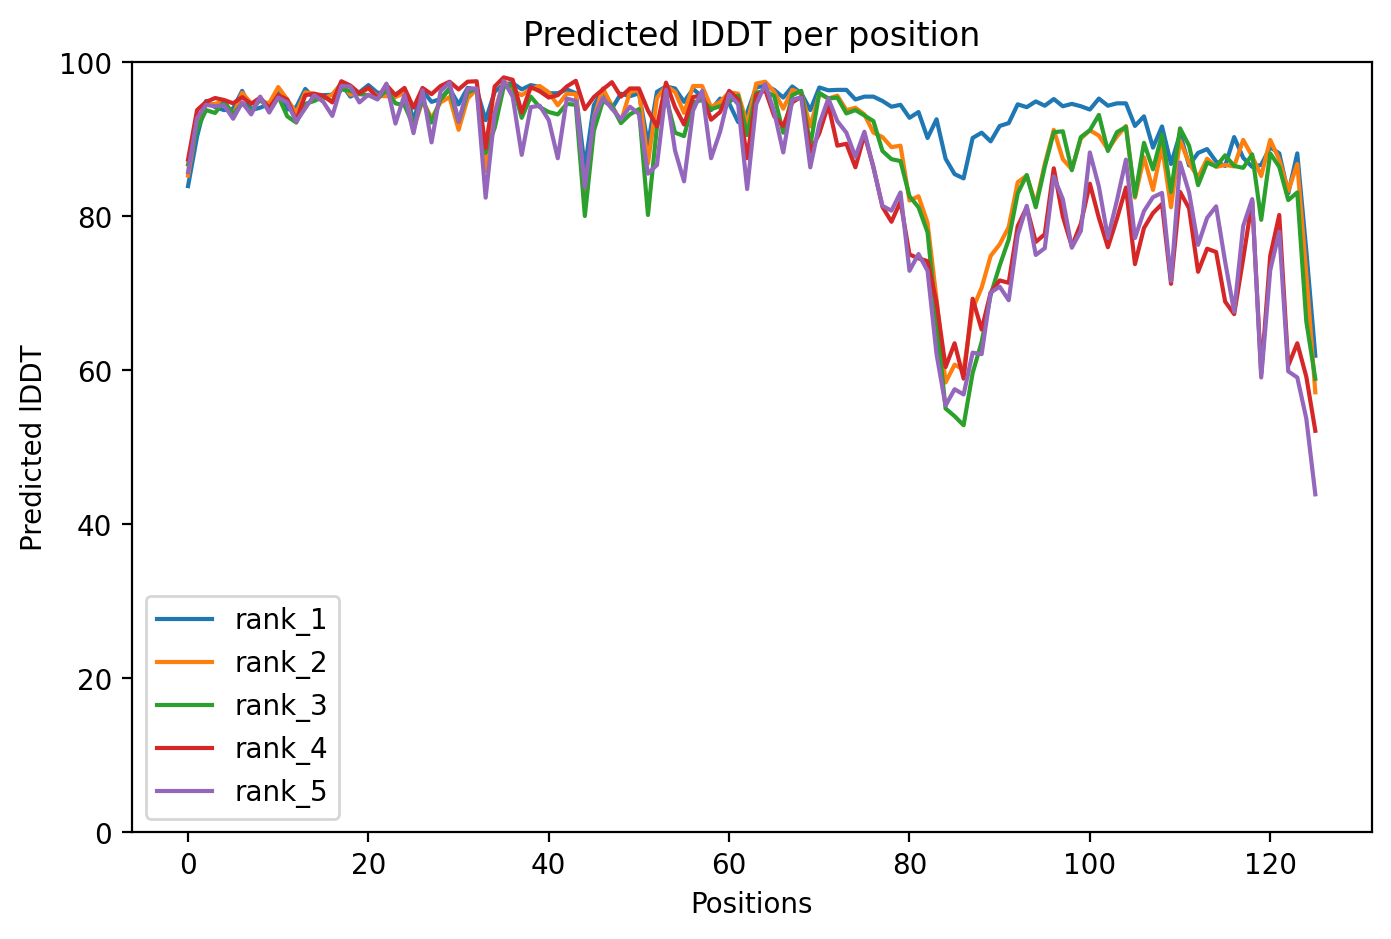 Predicted lDDT per position
100
80
60
40
20
0
Predicted lDDT
rank_1
rank_2
rank_3
rank_4
rank_5
0 20 40 60 80 100 120
Positions